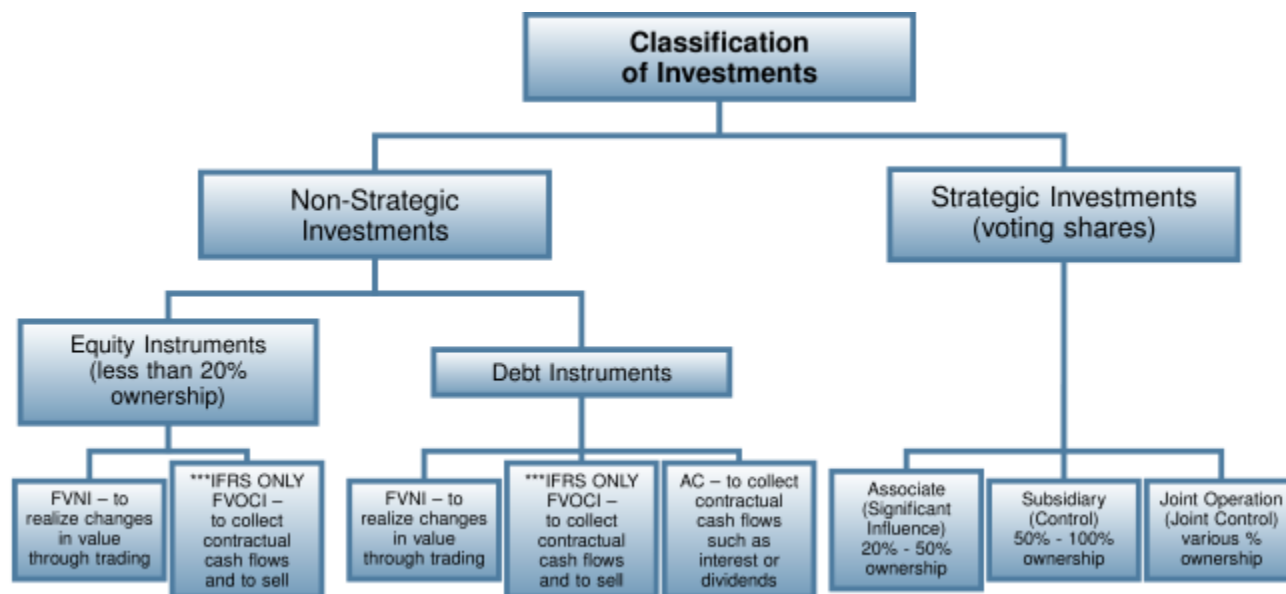 Classification
of Investments
Non-Strategic
Investments
Strategic Investments
(voting shares)
Equity Instruments
(less than 20%
ownership)
Debt Instruments
FVNI – to
realize changes
in value
through trading
***IFRS ONLY
FVOCI –
to collect
contractual
cash flows
and to sell
FVNI – to
realize changes
in value
through trading
***IFRS ONLY
FVOCI –
to collect
contractual
cash flows
and to sell
AC – to collect
contractual
cash flows
such as
interest or
dividends
Associate
(Significant
Influence)
20% - 50%
ownership
Subsidiary
(Control)
50% - 100%
ownership
Joint Operation
(Joint Control)
various %
ownership